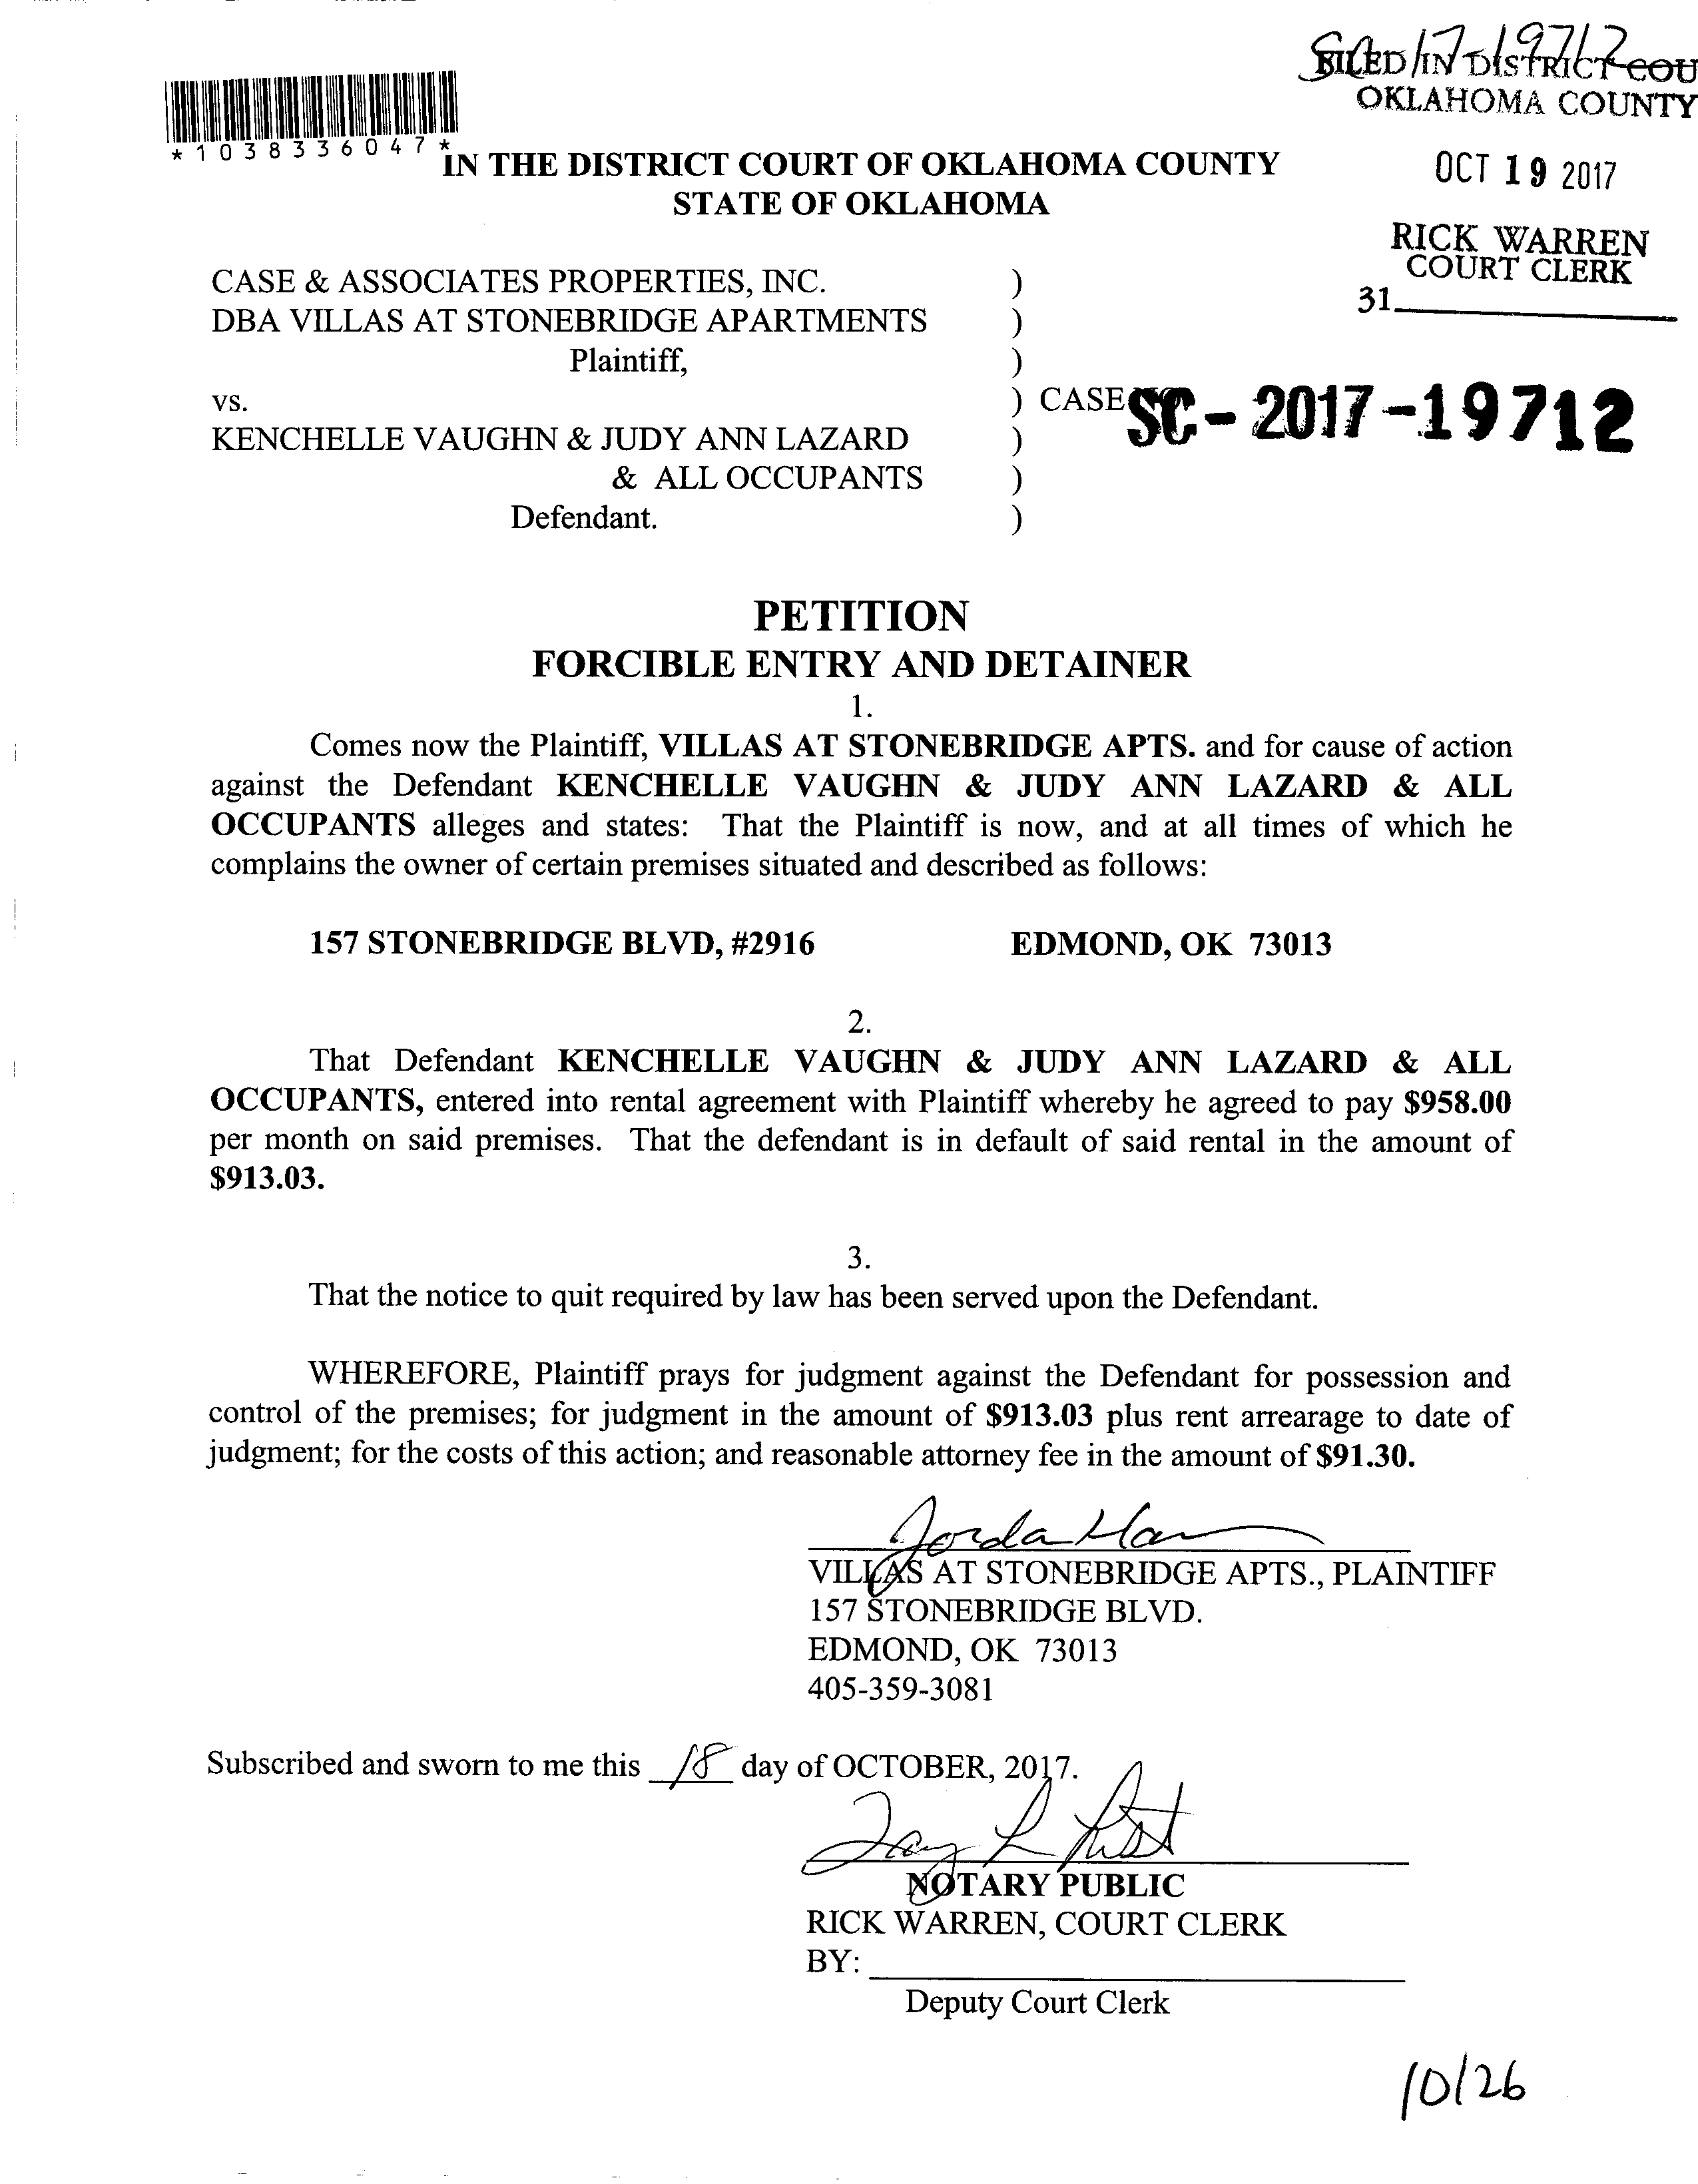 SC-17-19712
FILED IN DISTRICT COU
OKLAHOMA COUNTY
*1038336047*
IN THE DISTRICT COURT OF OKLAHOMA COUNTY
STATE OF OKLAHOMA
OCT 19 2017
RICK WARREN
COURT CLERK
31
CASE & ASSOCIATES PROPERTIES, INC. )
DBA VILLAS AT STONEBRIDGE APARTMENTS )
Plaintiff, )
vs. ) CASE SC-2017-19712
KENCHELLE VAUGHN & JUDY ANN LAZARD )
& ALL OCCUPANTS )
Defendant. )
PETITION
FORCIBLE ENTRY AND DETAINER
1.
Comes now the Plaintiff, VILLAS AT STONEBRIDGE APTS. and for cause of action
against the Defendant KENCHELLE VAUGHN & JUDY ANN LAZARD & ALL
OCCUPANTS alleges and states: That the Plaintiff is now, and at all times of which he
complains the owner of certain premises situated and described as follows:
157 STONEBRIDGE BLVD, #2916 EDMOND, OK 73013
2.
That Defendant KENCHELLE VAUGHN & JUDY ANN LAZARD & ALL
OCCUPANTS, entered into rental agreement with Plaintiff whereby he agreed to pay $958.00
per month on said premises. That the defendant is in default of said rental in the amount of
$913.03.
3.
That the notice to quit required by law has been served upon the Defendant.
WHEREFORE, Plaintiff prays for judgment against the Defendant for possession and
control of the premises; for judgment in the amount of $913.03 plus rent arrearage to date of
judgment; for the costs of this action; and reasonable attorney fee in the amount of $91.30.
VILLAS AT STONEBRIDGE APTS., PLAINTIFF
157 STONEBRIDGE BLVD.
EDMOND, OK 73013
405-359-3081
Subscribed and sworn to me this 18 day of OCTOBER, 2017.
NOTARY PUBLIC
RICK WARREN, COURT CLERK
BY:
Deputy Court Clerk
10/26